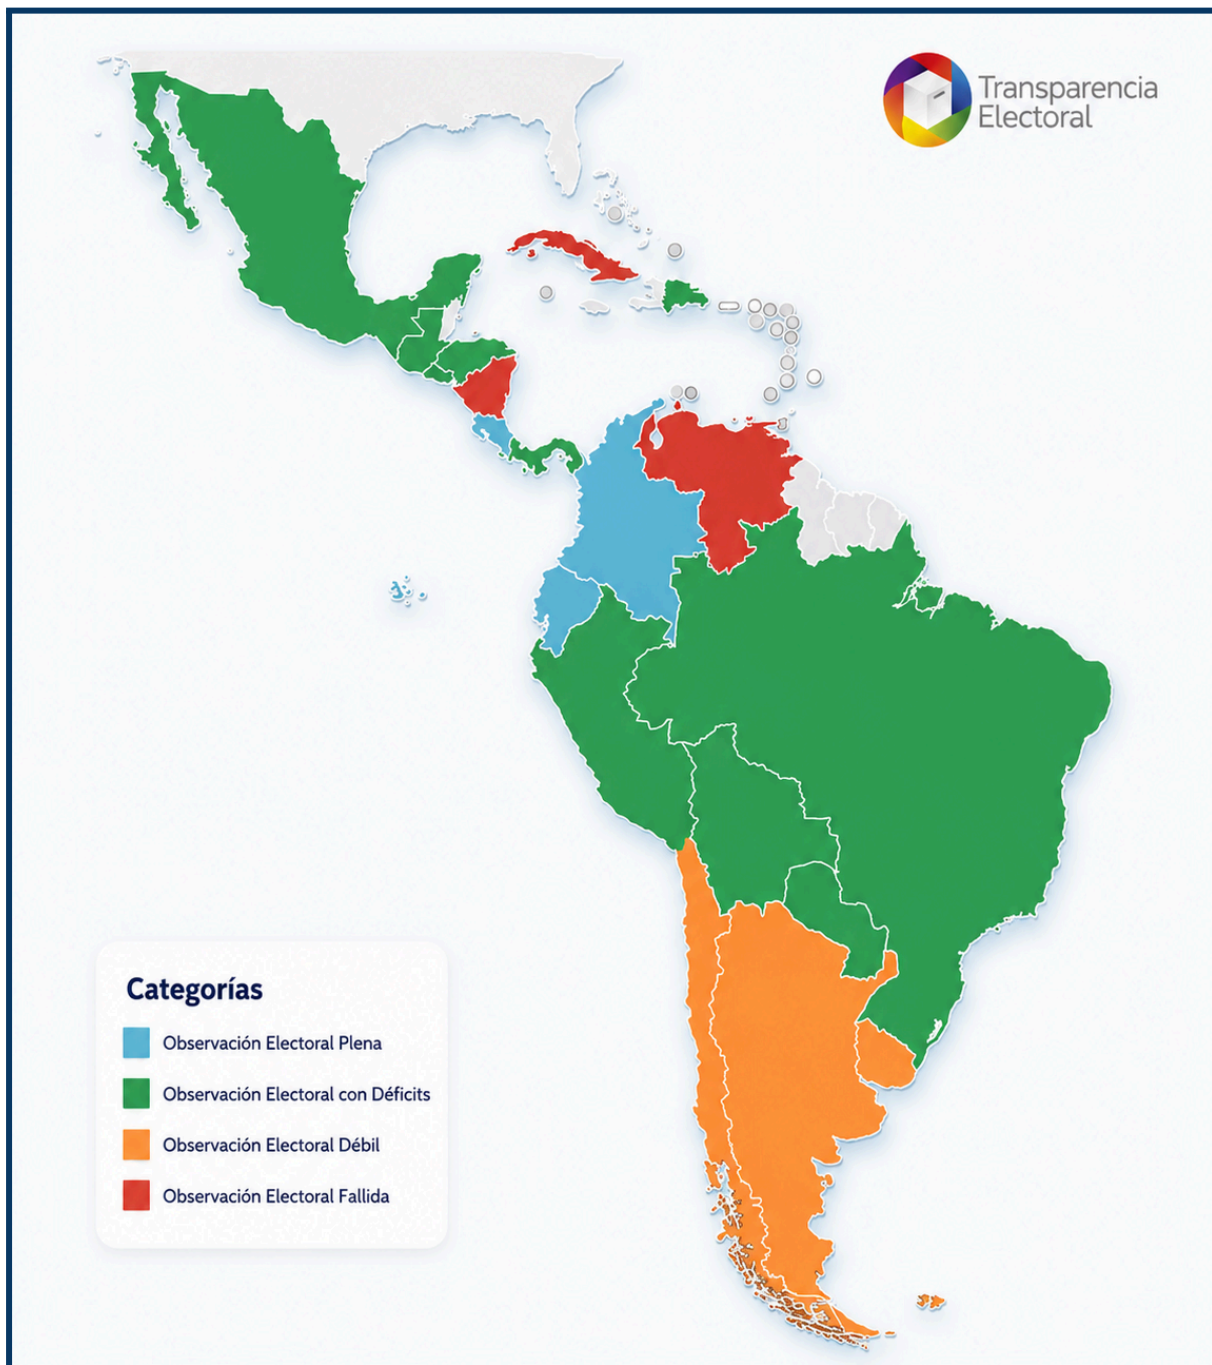 Transparencia
Electoral
Categorías
Observación Electoral Plena
Observación Electoral con Déficits
Observación Electoral Débil
Observación Electoral Fallida